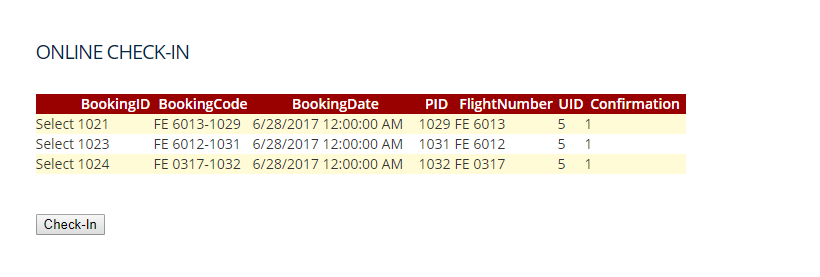 ONLINE CHECK-IN
BookingID BookingCode BookingDate PID FlightNumber UID Confirmation
Select 1021 FE 6013-1029 6/28/2017 12:00:00 AM 1029 FE 6013 5 1
Select 1023 FE 6012-1031 6/28/2017 12:00:00 AM 1031 FE 6012 5 1
Select 1024 FE 0317-1032 6/28/2017 12:00:00 AM 1032 FE 0317 5 1
Check-In